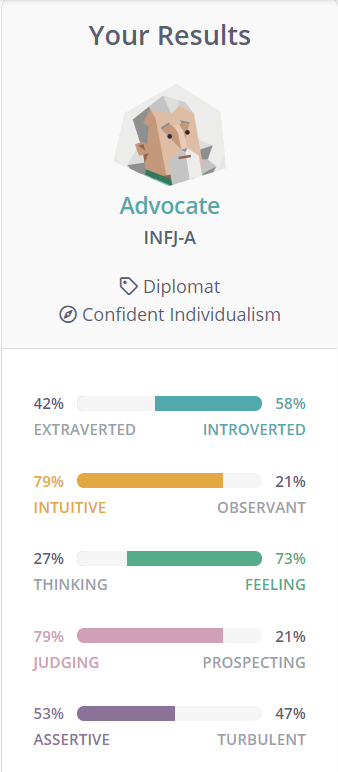 Your Results
Advocate
INFJ-A
Diplomat
Confident Individualism
42% 58%
EXTRAVERTED INTROVERTED
79% 21%
INTUITIVE OBSERVANT
27% 73%
THINKING FEELING
79% 21%
JUDGING PROSPECTING
53% 47%
ASSERTIVE TURBULENT